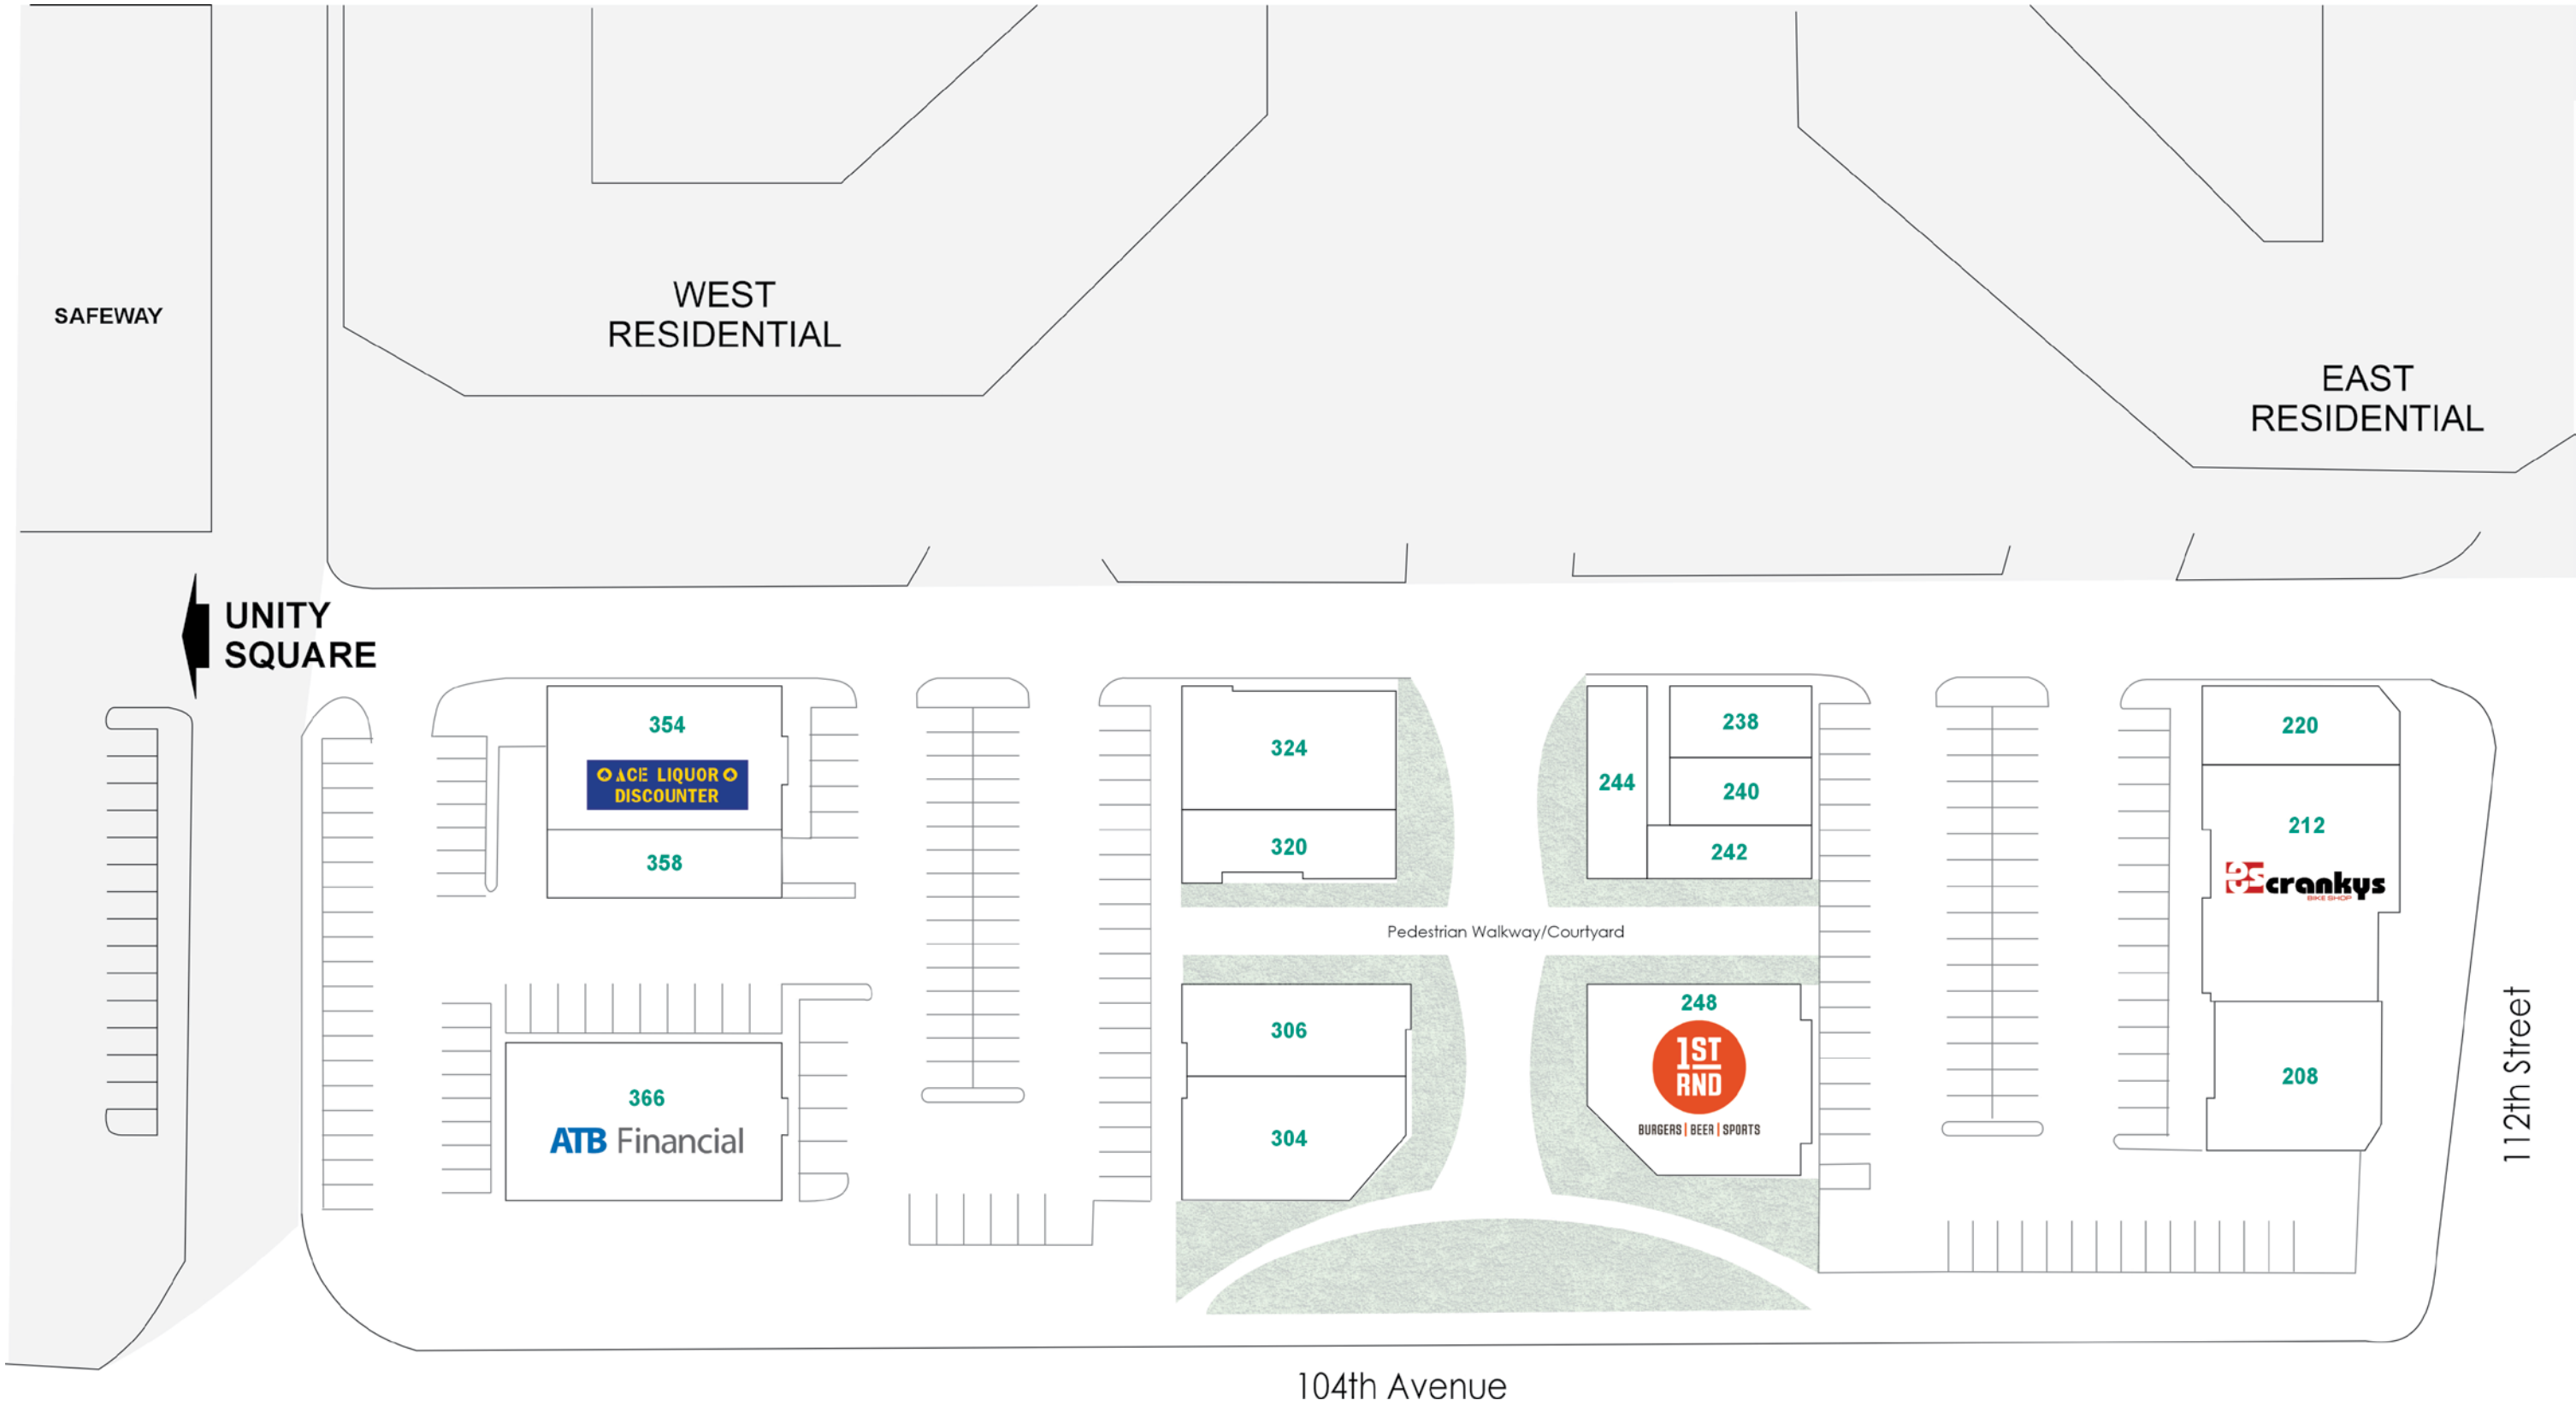 WEST
RESIDENTIAL
SAFEWAY
EAST
RESIDENTIAL
UNITY
SQUARE
354
ACE LIQUOR
DISCOUNTER
358
324
320
244
238
240
242
220
212
crankys
BIKE SHOP
Pedestrian Walkway/Courtyard
366
ATB Financial
306
304
248
1ST
RND
BURGERS | BEER | SPORTS
208
112th Street
104th Avenue